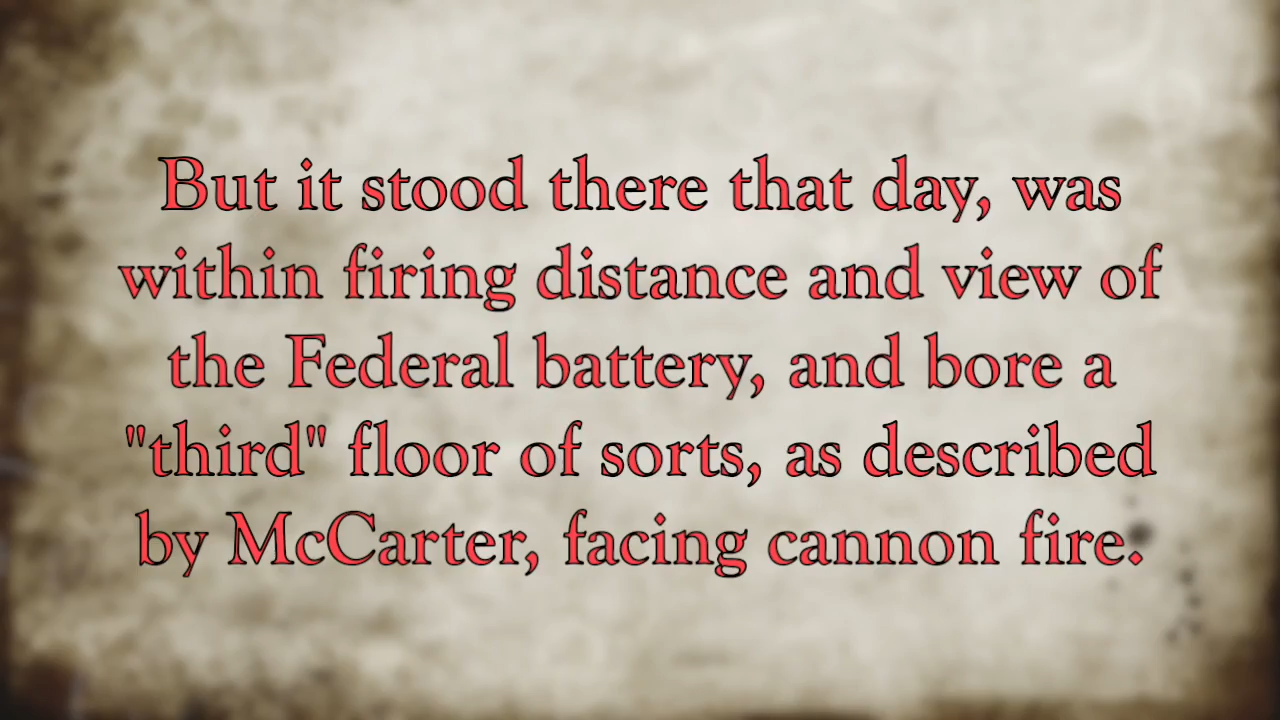 But it stood there that day, was
within firing distance and view of
the Federal battery, and bore a
"third" floor of sorts, as described
by McCarter, facing cannon fire.